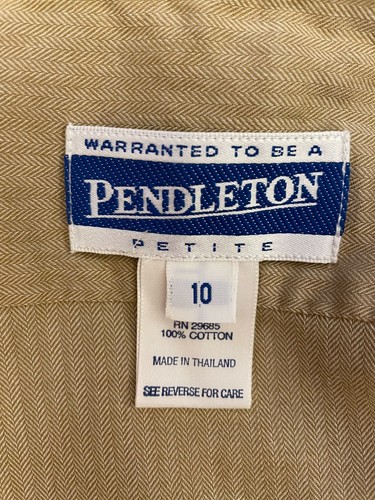 WARRANTED TO BE A
PENDLETON
PETITE
10
RN 29685
100% COTTON
MADE IN THAILAND
SEE REVERSE FOR CARE